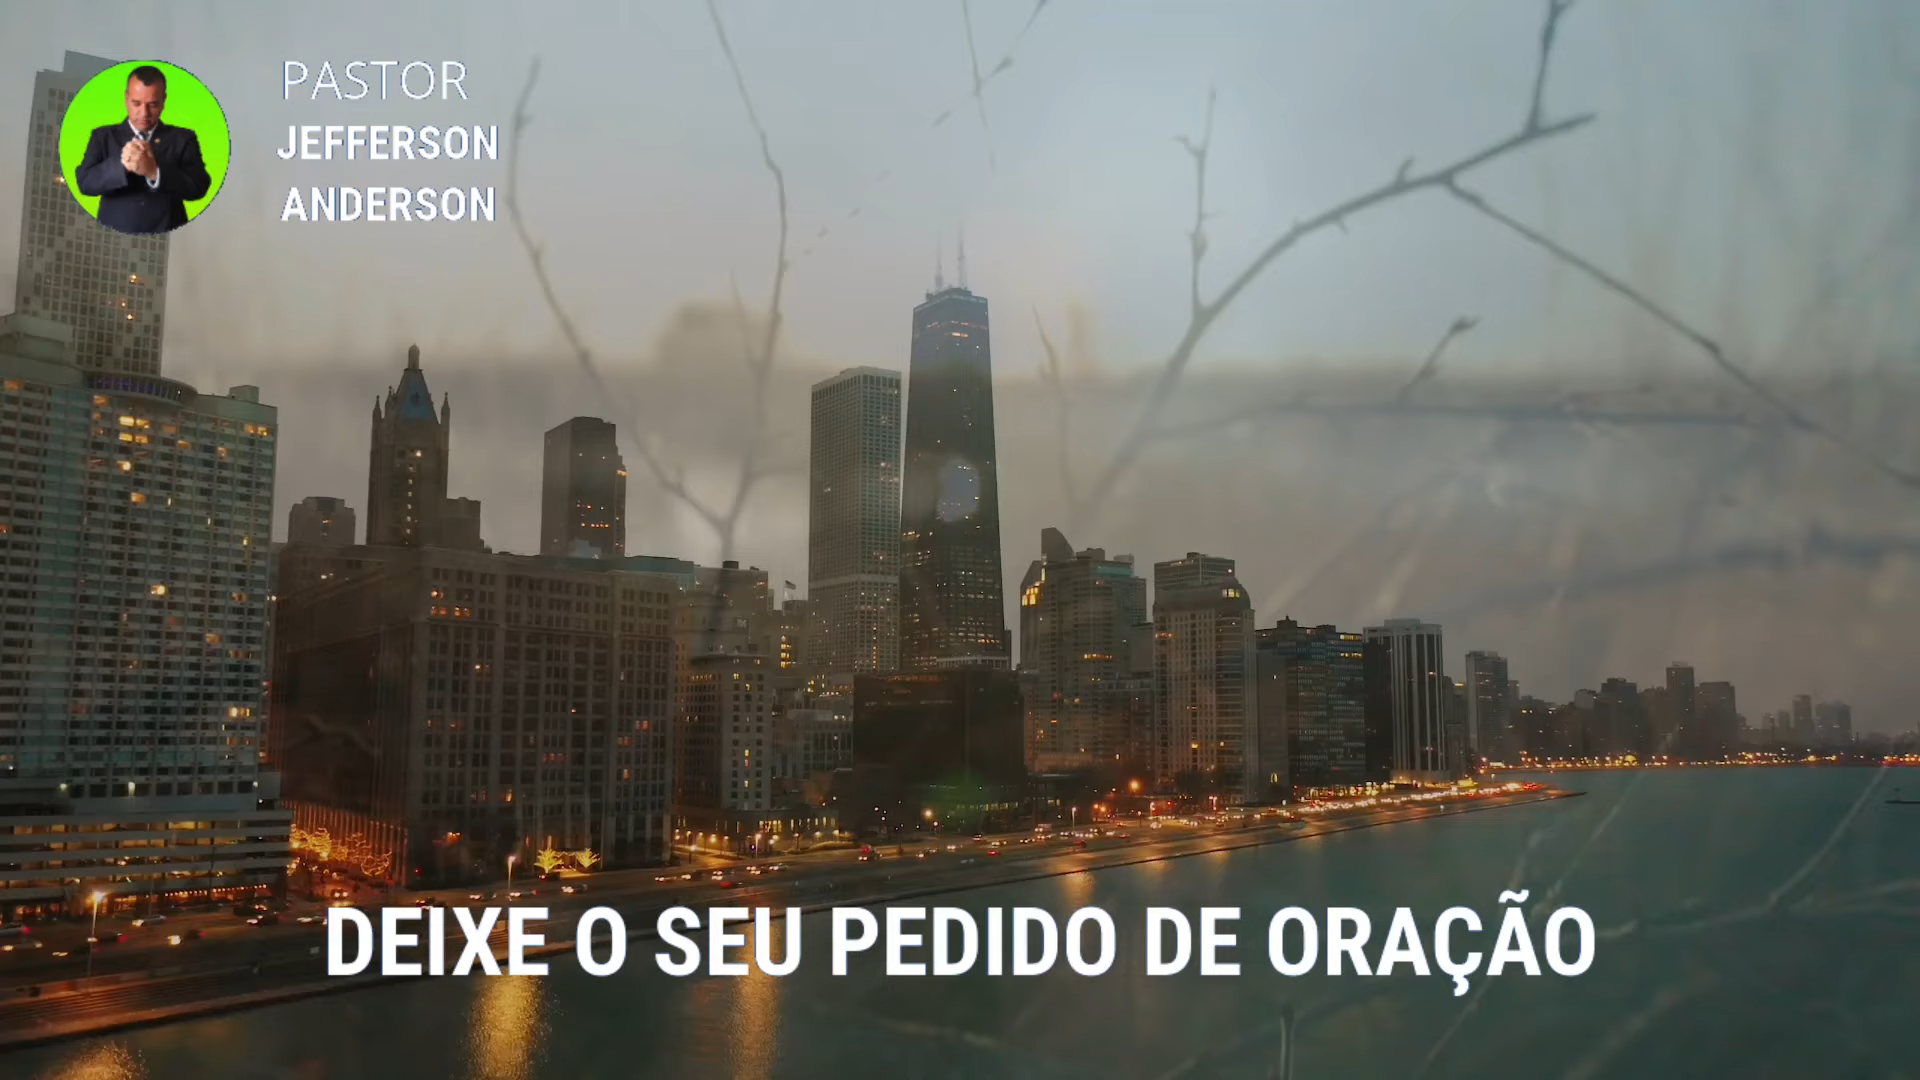 PASTOR
JEFFERSON
ANDERSON
DEIXE O SEU PEDIDO DE ORAÇÃO